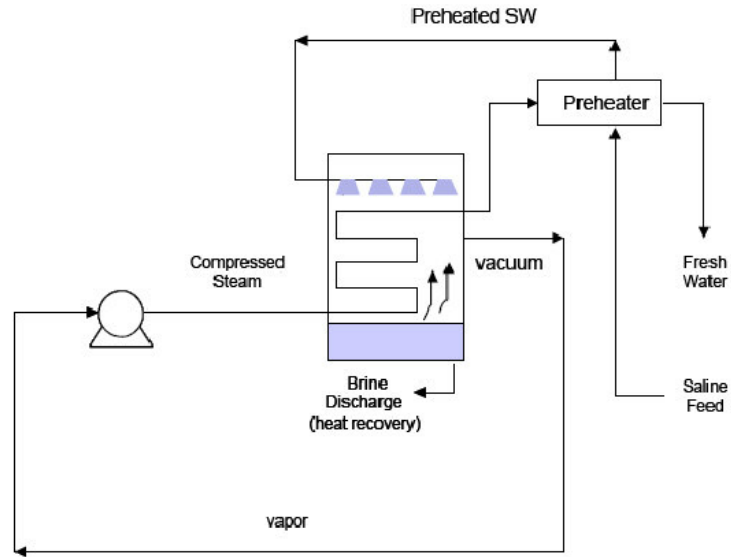 Preheated SW
Preheater
Compressed
Steam
vacuum
Fresh
Water
Brine
Discharge
(heat recovery)
Saline
Feed
vapor